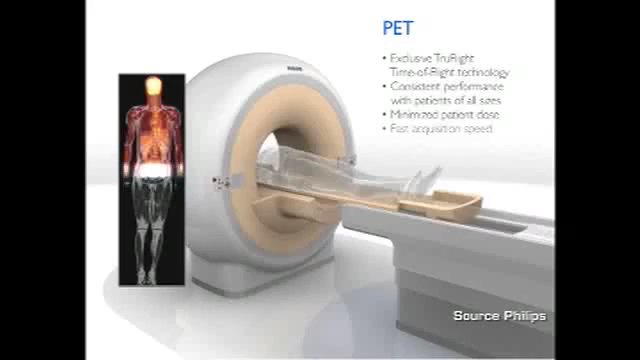 PET
• Exclusive TruFlight
Time-of-Flight technology
• Consistent performance
with patients of all sizes
• Minimized patient dose
• Fast acquisition speed
PHILIPS
Source Philips